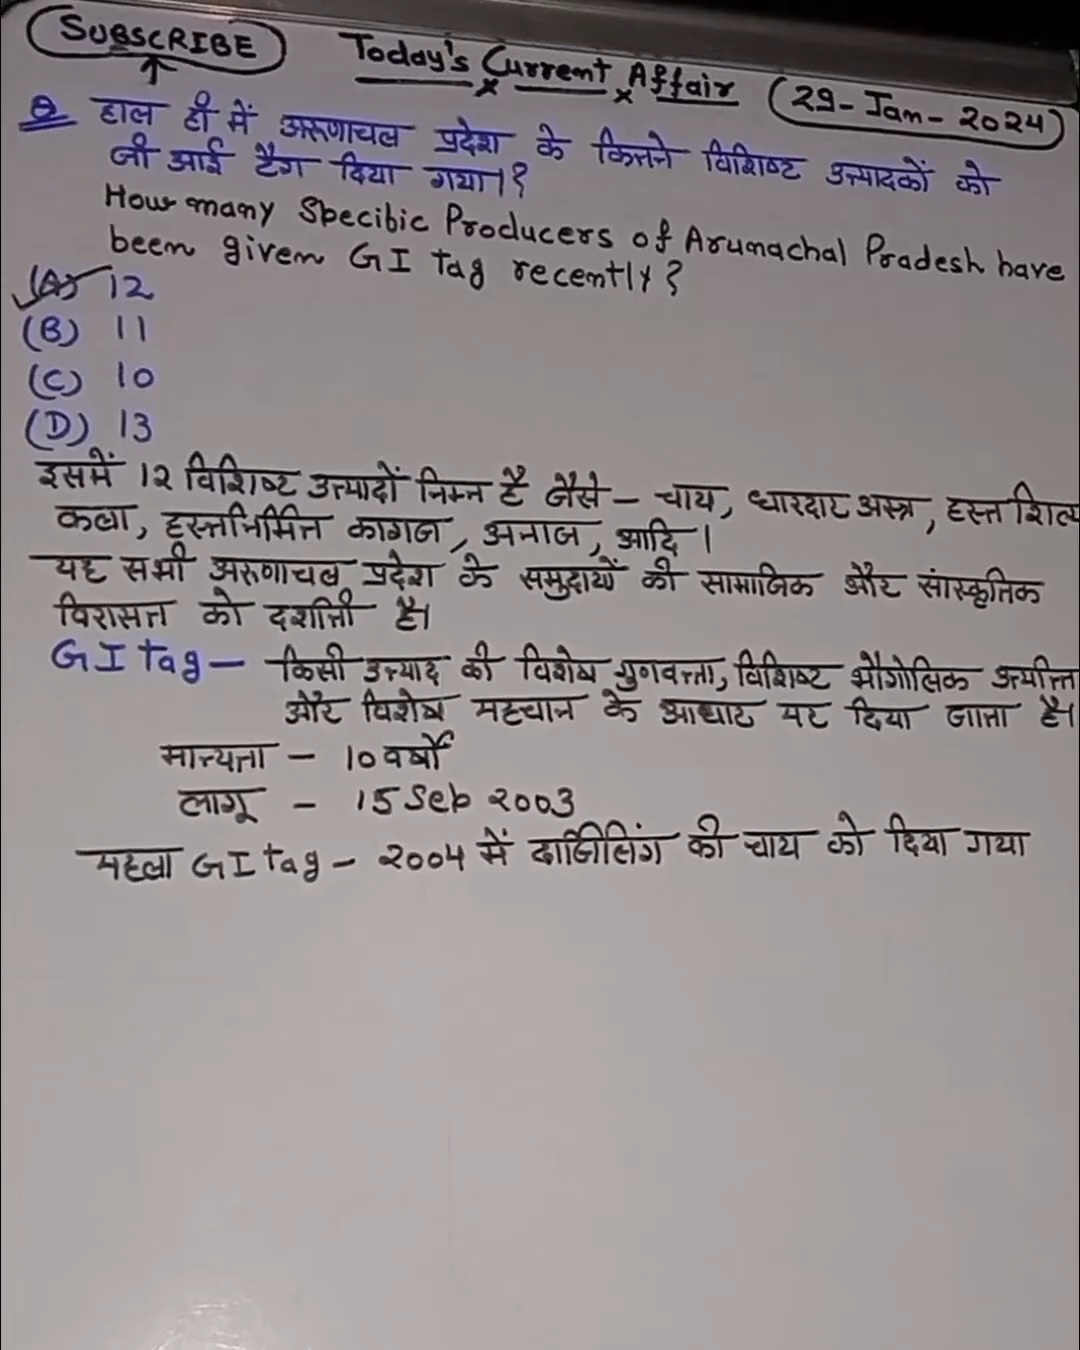 SUBSCRIBE Today's Current Affair (29-Jan-2024)
Q हाल ही में अरुणाचल प्रदेश के कितने विशिष्ट उत्पादकों को
जी आई टैग दिया गया।?
How many Specibic Producers of Arunachal Pradesh have
been given GI tag recently?
(A) 12
(B) 11
(C) 10
(D) 13
इसमें 12 विशिष्ट उत्पादों निम्न है जैसे - चाय, धारदार अस्त्र, हस्तशिल्प
कला, हस्तनिर्मित कागज, अनाज, आदि।
यह सभी अरुणाचल प्रदेश के समुदायों की सामाजिक और सांस्कृतिक
विरासत को दर्शाती है।
GI tag - किसी उत्पाद की विशेष गुणवत्ता, विशिष्ट भौगोलिक उत्पत्ति
और विशेष पहचान के आधार पर दिया जाता है।
मान्यता - 10 वर्षों
लागू - 15 Seb 2003
पहला GI tag - 2004 में दार्जिलिंग की चाय को दिया गया